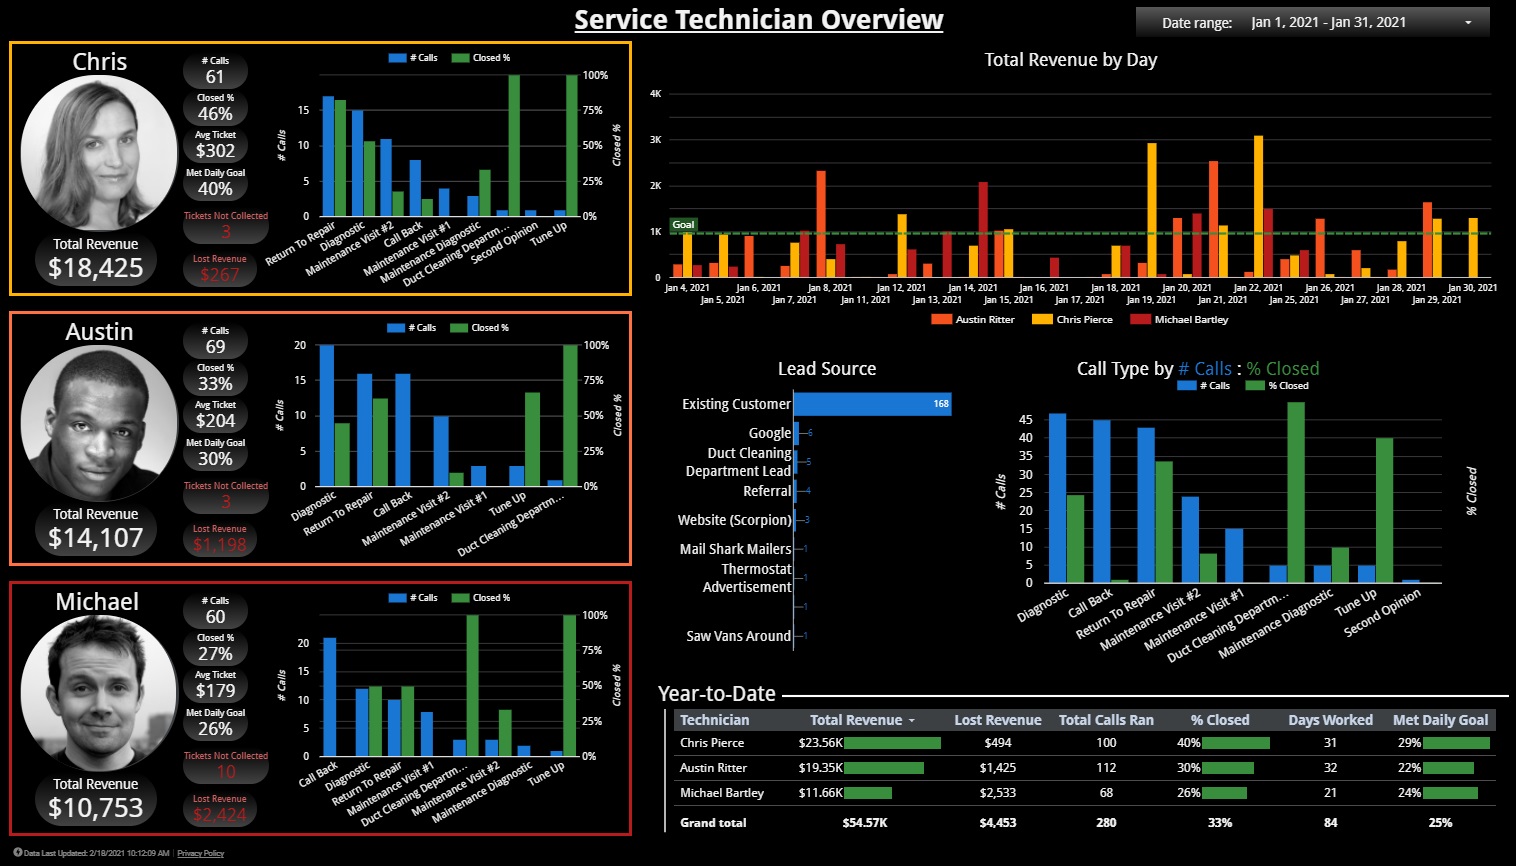 Service Technician Overview
Date range: Jan 1, 2021 - Jan 31, 2021
Chris
# Calls
61
Closed %
46%
Avg Ticket
$302
Met Daily Goal
40%
Tickets Not Collected
3
Lost Revenue
$267
Total Revenue
$18,425
# Calls Closed %
15
10
5
0
# Calls
100%
75%
50%
25%
0%
Closed %
Return To Repair
Diagnostic
Maintenance Visit #2
Call Back
Maintenance Visit #1
Maintenance Diagnostic
Duct Cleaning Departm...
Second Opinion
Tune Up
Austin
# Calls
69
Closed %
33%
Avg Ticket
$204
Met Daily Goal
30%
Tickets Not Collected
3
Lost Revenue
$1,198
Total Revenue
$14,107
# Calls Closed %
20
15
10
5
0
# Calls
100%
75%
50%
25%
0%
Closed %
Diagnostic
Return To Repair
Call Back
Maintenance Visit #2
Maintenance Visit #1
Tune Up
Duct Cleaning Departm...
Michael
# Calls
60
Closed %
27%
Avg Ticket
$179
Met Daily Goal
26%
Tickets Not Collected
10
Lost Revenue
$2,424
Total Revenue
$10,753
# Calls Closed %
20
15
10
5
0
# Calls
100%
75%
50%
25%
0%
Closed %
Call Back
Diagnostic
Return To Repair
Maintenance Visit #1
Duct Cleaning Departm...
Maintenance Visit #2
Maintenance Diagnostic
Tune Up
Total Revenue by Day
4K
3K
2K
1K
0
Goal
Jan 4, 2021 Jan 6, 2021 Jan 8, 2021 Jan 12, 2021 Jan 14, 2021 Jan 16, 2021 Jan 18, 2021 Jan 20, 2021 Jan 22, 2021 Jan 26, 2021 Jan 28, 2021 Jan 30, 2021
Jan 5, 2021 Jan 7, 2021 Jan 11, 2021 Jan 13, 2021 Jan 15, 2021 Jan 17, 2021 Jan 19, 2021 Jan 21, 2021 Jan 25, 2021 Jan 27, 2021 Jan 29, 2021
Austin Ritter Chris Pierce Michael Bartley
Lead Source
Existing Customer 168
Google 6
Duct Cleaning
Department Lead 5
Referral 4
Website (Scorpion) 3
Mail Shark Mailers 1
Thermostat
Advertisement 1
1
Saw Vans Around 1
Call Type by # Calls : % Closed
# Calls % Closed
45
40
35
30
25
20
15
10
5
0
# Calls
% Closed
Diagnostic
Call Back
Return To Repair
Maintenance Visit #2
Maintenance Visit #1
Duct Cleaning Departm...
Maintenance Diagnostic
Tune Up
Second Opinion
Year-to-Date
Technician Total Revenue Lost Revenue Total Calls Ran % Closed Days Worked Met Daily Goal
Chris Pierce $23.56K $494 100 40% 31 29%
Austin Ritter $19.35K $1,425 112 30% 32 22%
Michael Bartley $11.66K $2,533 68 26% 21 24%
Grand total $54.57K $4,453 280 33% 84 25%
Data Last Updated: 2/18/2021 10:12:09 AM | Privacy Policy